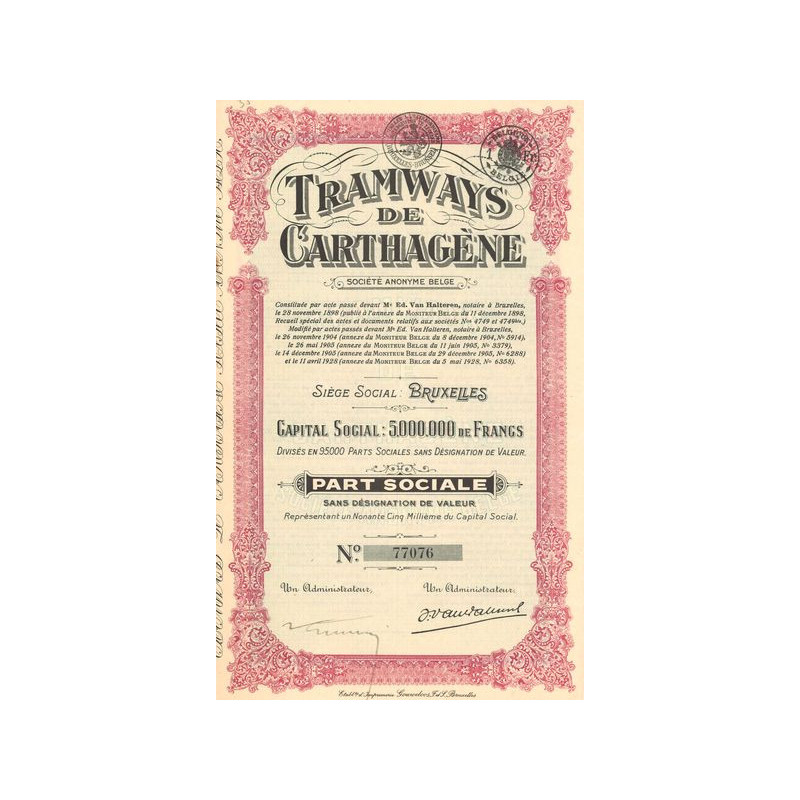 TRAMWAYS
DE
CARTHAGÈNE
SOCIÉTÉ ANONYME BELGE
Constituée par acte passé devant Me Ed. Van Halteren, notaire à Bruxelles,
le 28 novembre 1898 (publié à l'annexe du MONITEUR BELGE du 11 décembre 1898,
Recueil spécial des actes et documents relatifs aux sociétés Nos 4749 et 4749bis.)
Modifié par actes passés devant Me Ed. Van Halteren, notaire à Bruxelles,
le 26 novembre 1904 (annexe du MONITEUR BELGE du 8 décembre 1904, No 5914).
le 26 mai 1905 (annexe du MONITEUR BELGE du 11 juin 1905, No 3379),
le 14 décembre 1905 (annexe du MONITEUR BELGE du 29 décembre 1905, No 6288)
et le 11 avril 1928 (annexe du MONITEUR BELGE du 5 mai 1928, No 6358).
SIÈGE SOCIAL: BRUXELLES
CAPITAL SOCIAL: 5.000.000 DE FRANCS
DIVISÉS EN 95000 PARTS SOCIALES SANS DÉSIGNATION DE VALEUR.
PART SOCIALE
SANS DÉSIGNATION DE VALEUR
Représentant un Nonante Cinq Millième du Capital Social.
No. 77076
Un Administrateur, Un Administrateur,